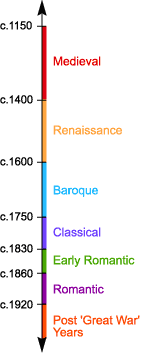 c.1150
Medieval
c.1400
Renaissance
c.1600
Baroque
c.1750
Classical
c.1830
Early Romantic
c.1860
Romantic
c.1920
Post 'Great War'
Years